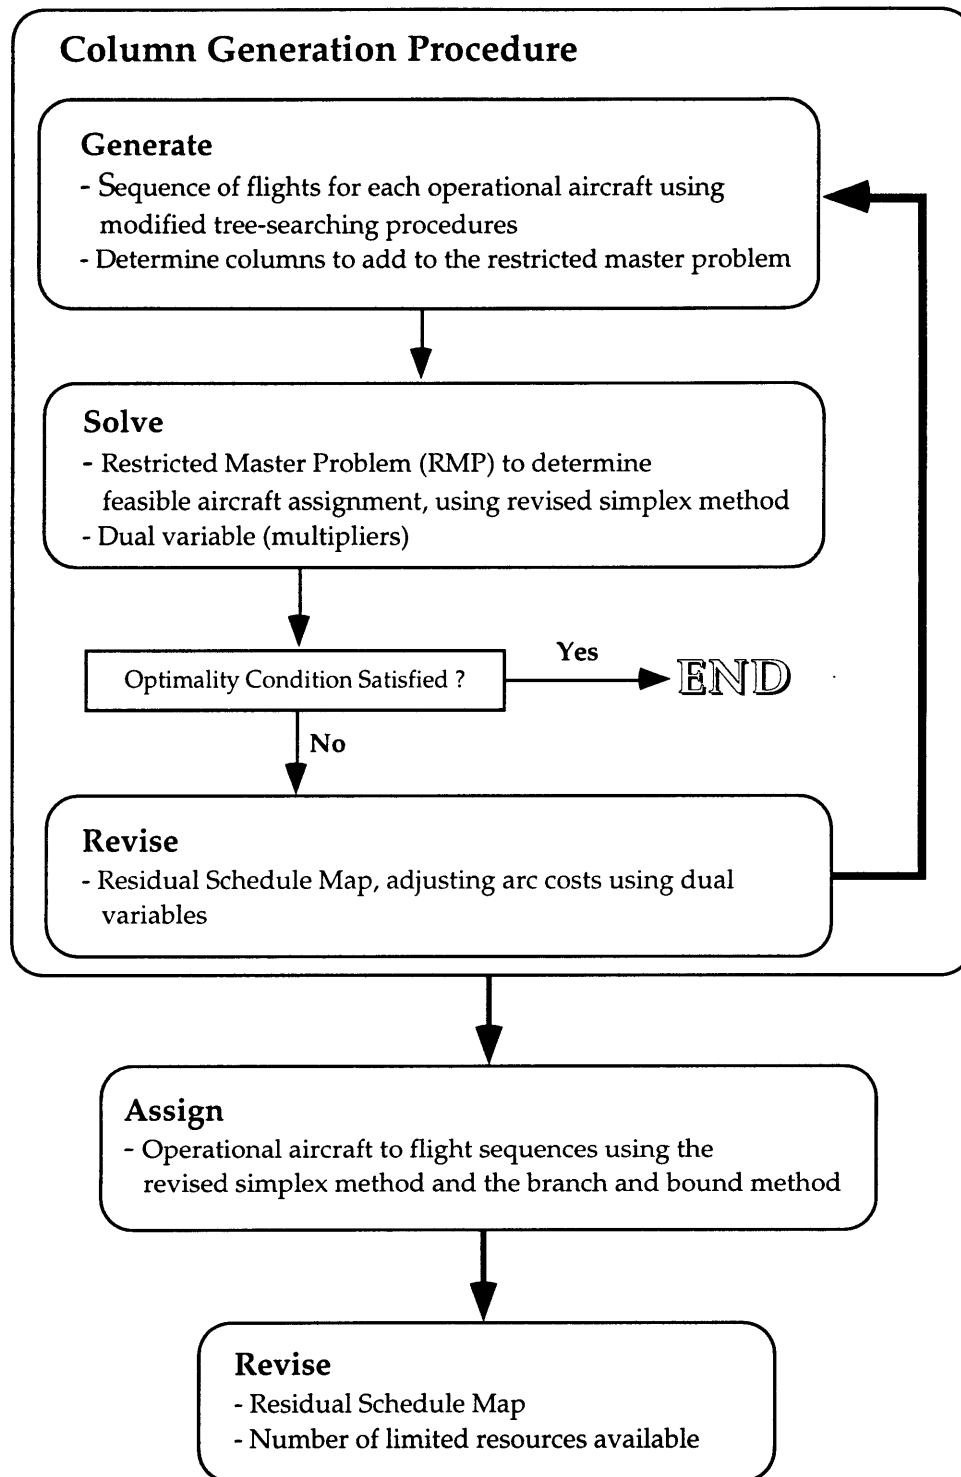 Column Generation Procedure
Generate
- Sequence of flights for each operational aircraft using
modified tree-searching procedures
- Determine columns to add to the restricted master problem
Solve
- Restricted Master Problem (RMP) to determine
feasible aircraft assignment, using revised simplex method
- Dual variable (multipliers)
Optimality Condition Satisfied ?
Yes
END
No
Revise
- Residual Schedule Map, adjusting arc costs using dual
variables
Assign
- Operational aircraft to flight sequences using the
revised simplex method and the branch and bound method
Revise
- Residual Schedule Map
- Number of limited resources available